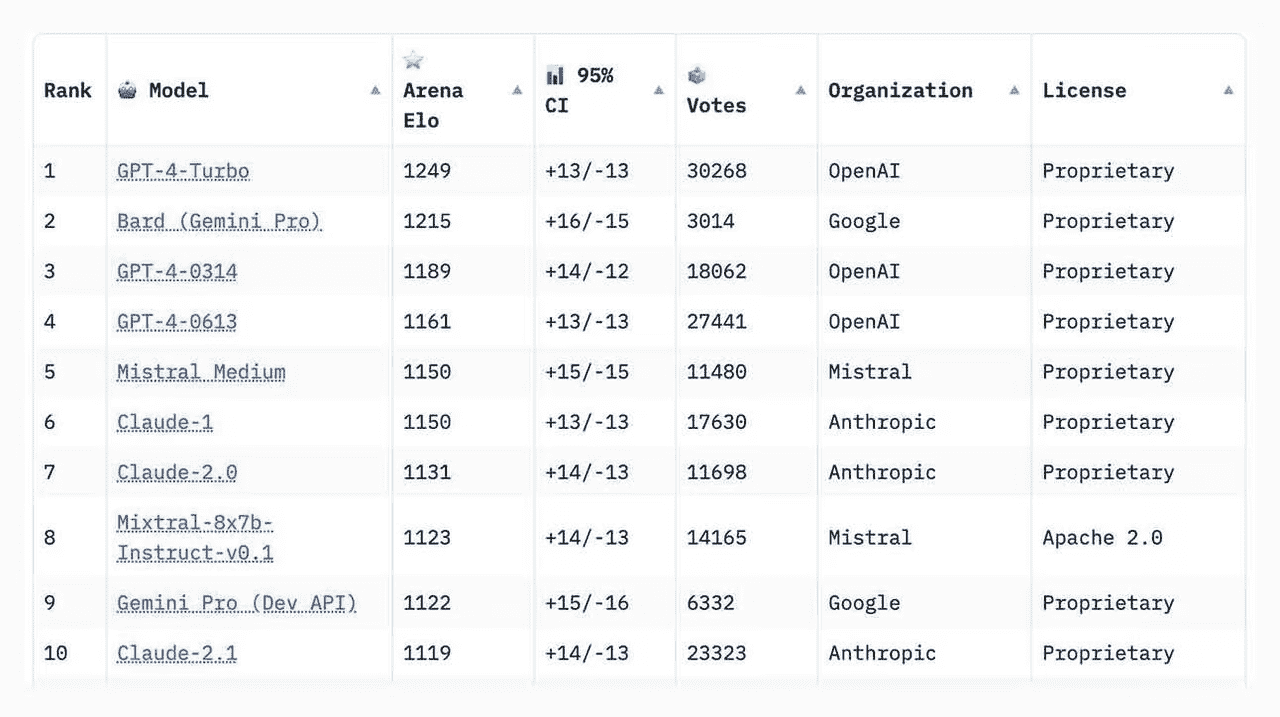 Rank Model Arena Elo 95% CI Votes Organization License
1 GPT-4-Turbo 1249 +13/-13 30268 OpenAI Proprietary
2 Bard (Gemini Pro) 1215 +16/-15 3014 Google Proprietary
3 GPT-4-0314 1189 +14/-12 18062 OpenAI Proprietary
4 GPT-4-0613 1161 +13/-13 27441 OpenAI Proprietary
5 Mistral Medium 1150 +15/-15 11480 Mistral Proprietary
6 Claude-1 1150 +13/-13 17630 Anthropic Proprietary
7 Claude-2.0 1131 +14/-13 11698 Anthropic Proprietary
8 Mixtral-8x7b-Instruct-v0.1 1123 +14/-13 14165 Mistral Apache 2.0
9 Gemini Pro (Dev API) 1122 +15/-16 6332 Google Proprietary
10 Claude-2.1 1119 +14/-13 23323 Anthropic Proprietary